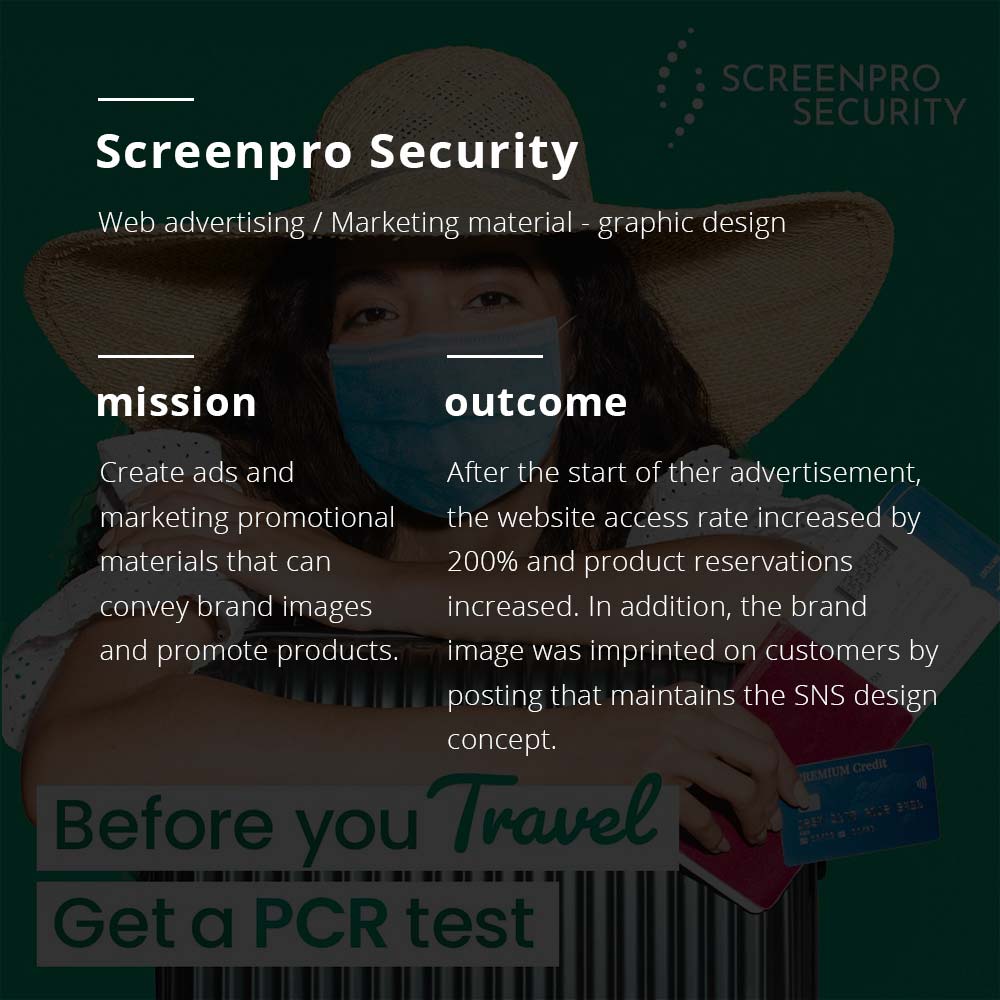 SCREENPRO
SECURITY
Screenpro Security
Web advertising / Marketing material - graphic design
mission
Create ads and
marketing promotional
materials that can
convey brand images
and promote products.
outcome
After the start of ther advertisement,
the website access rate increased by
200% and product reservations
increased. In addition, the brand
image was imprinted on customers by
posting that maintains the SNS design
concept.
PREMIUM Credit
Before you Travel
Get a PCR test